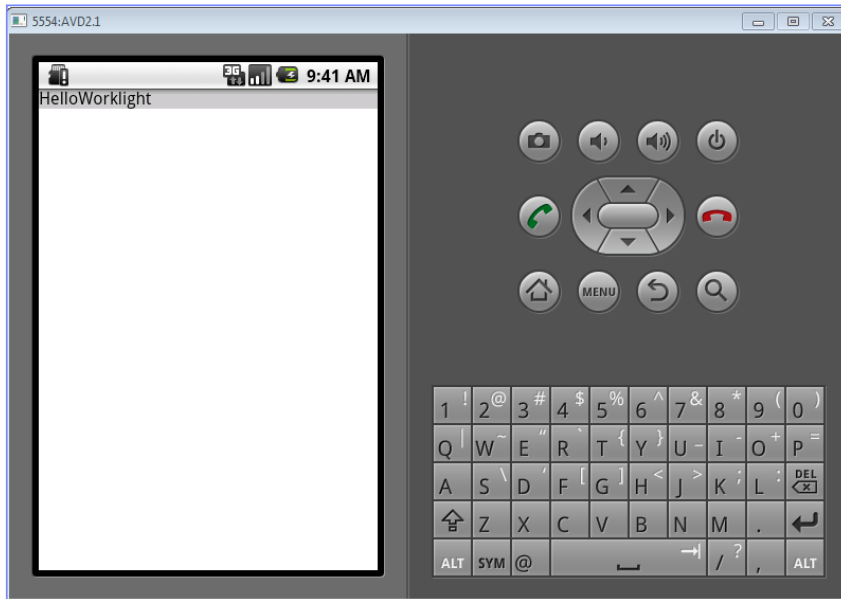 5554:AVD2.1
3G 9:41 AM
HelloWorklight
MENU
1 ! 2 @ 3 # 4 $ 5 % 6 ^ 7 & 8 * 9 ( 0 )
Q | W ~ E " R ` T { Y } U _ I - O + P =
A S \ D ' F [ G ] H < J > K ; L : DEL
Z X C V B N M .
ALT SYM @ / ? , ALT